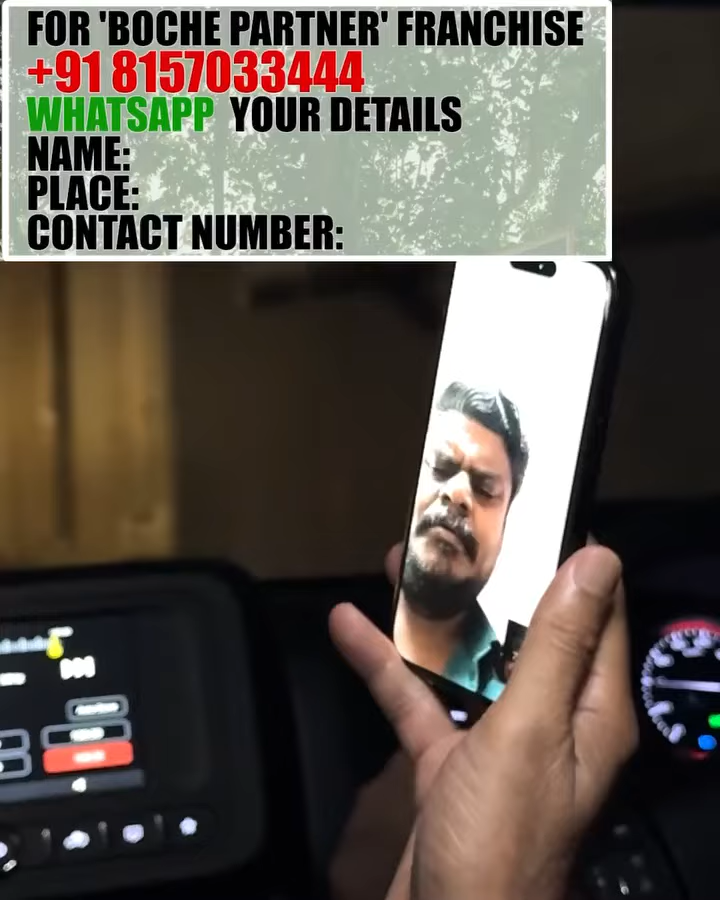 FOR 'BOCHE PARTNER' FRANCHISE
+91 8157033444
WHATSAPP YOUR DETAILS
NAME:
PLACE:
CONTACT NUMBER: